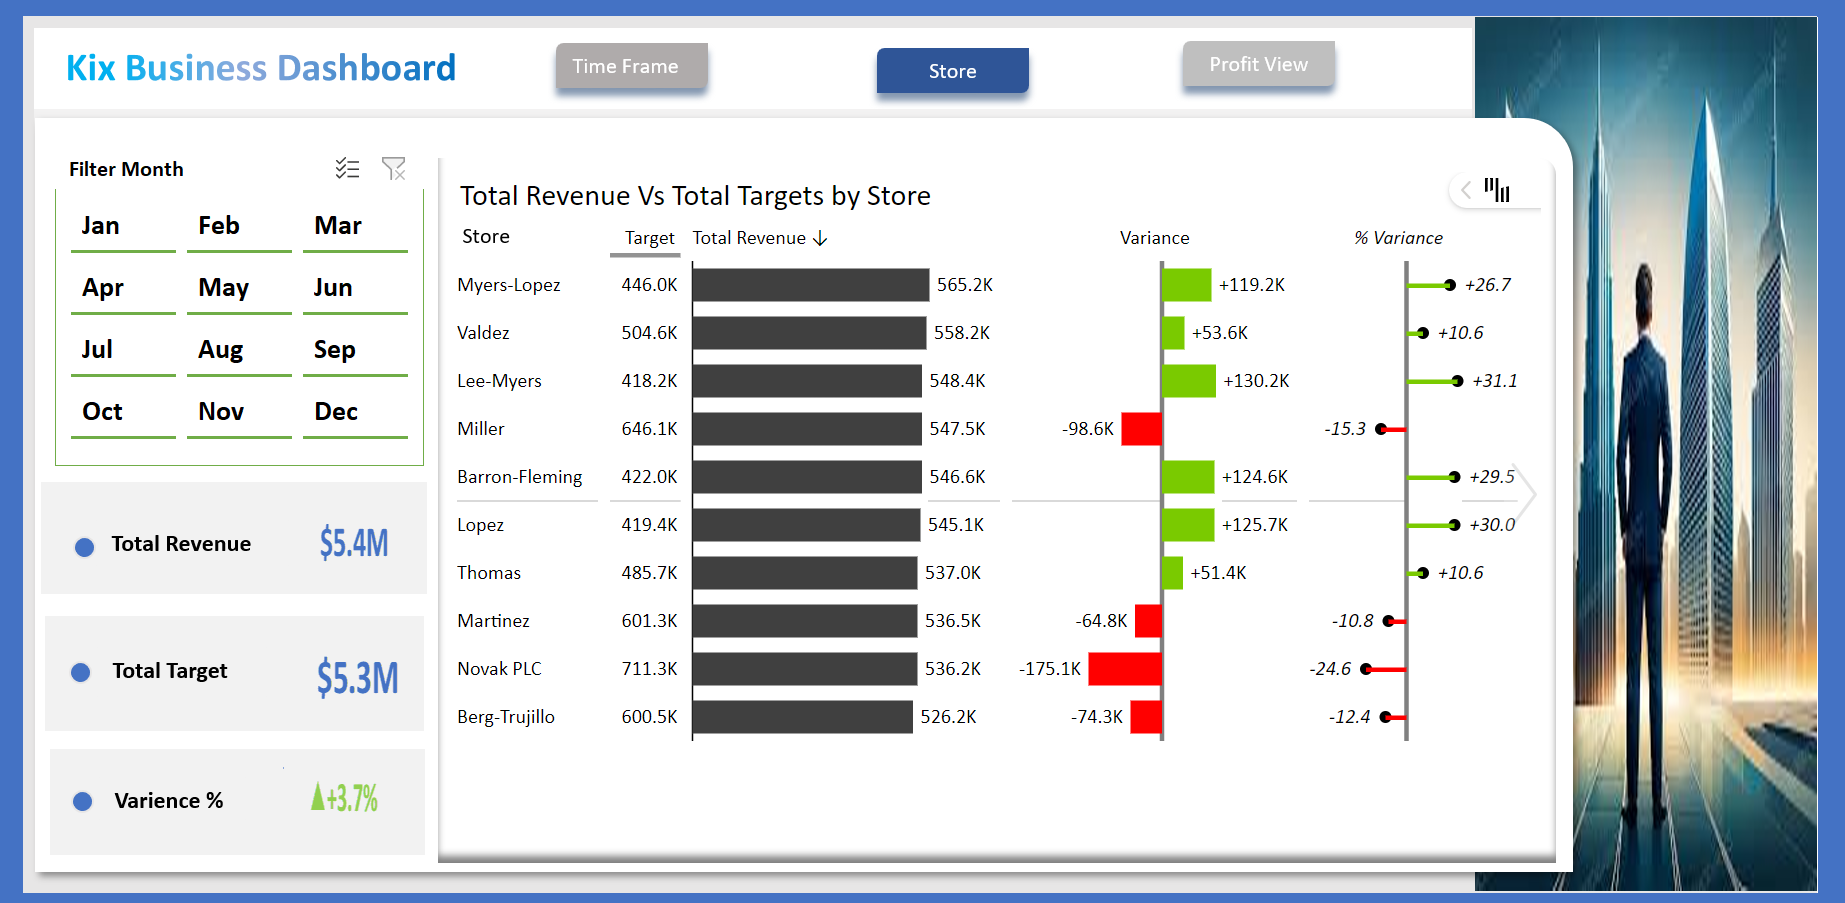 Kix Business Dashboard
Time Frame
Store
Profit View
Filter Month
Jan Feb Mar
Apr May Jun
Jul Aug Sep
Oct Nov Dec
Total Revenue $5.4M
Total Target $5.3M
Varience % +3.7%
Total Revenue Vs Total Targets by Store
Store Target Total Revenue Variance % Variance
Myers-Lopez 446.0K 565.2K +119.2K +26.7
Valdez 504.6K 558.2K +53.6K +10.6
Lee-Myers 418.2K 548.4K +130.2K +31.1
Miller 646.1K 547.5K -98.6K -15.3
Barron-Fleming 422.0K 546.6K +124.6K +29.5
Lopez 419.4K 545.1K +125.7K +30.0
Thomas 485.7K 537.0K +51.4K +10.6
Martinez 601.3K 536.5K -64.8K -10.8
Novak PLC 711.3K 536.2K -175.1K -24.6
Berg-Trujillo 600.5K 526.2K -74.3K -12.4